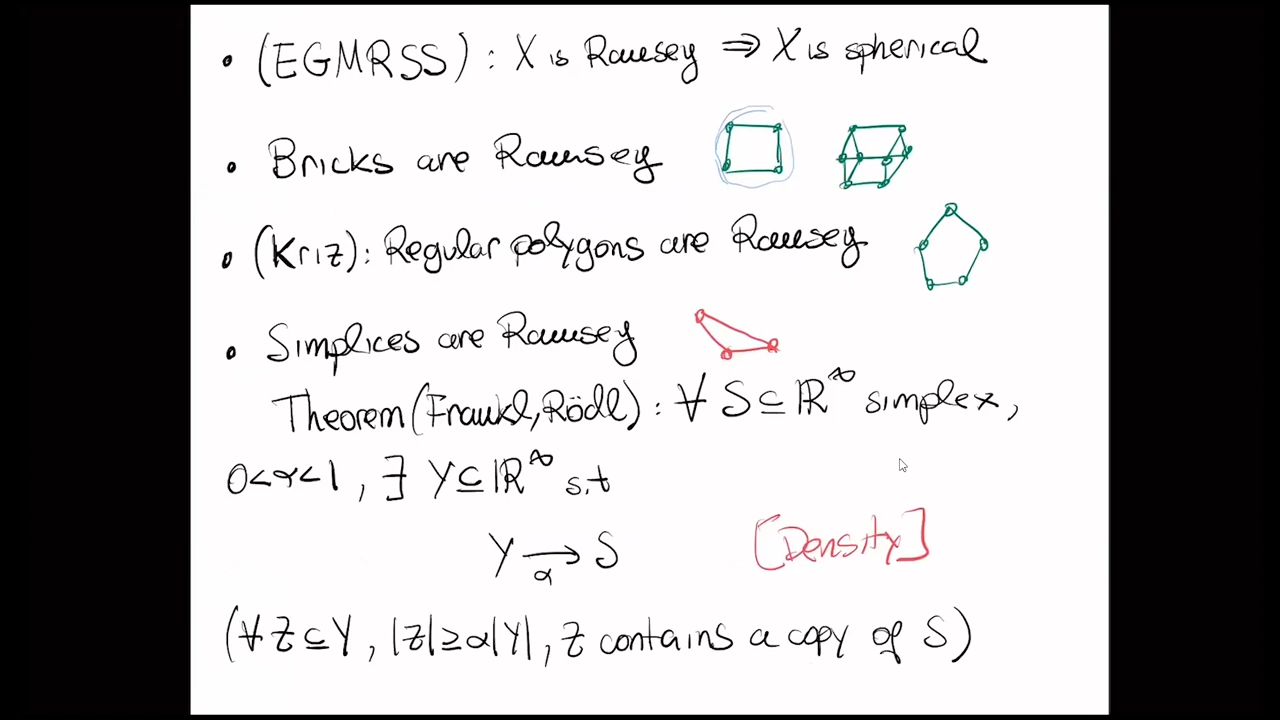 • (EGMRSS): X is Ramsey ⇒ X is spherical
• Bricks are Ramsey
• (Kriz): Regular polygons are Ramsey
• Simplices are Ramsey
Theorem (Frankl, Rödl): ∀ S ⊆ ℝ^∞ simplex,
0<α<1, ∃ Y ⊆ ℝ^∞ s.t
Y →_α S
[Density]
(∀ Z ⊆ Y, |Z| ≥ α|Y|, Z contains a copy of S)